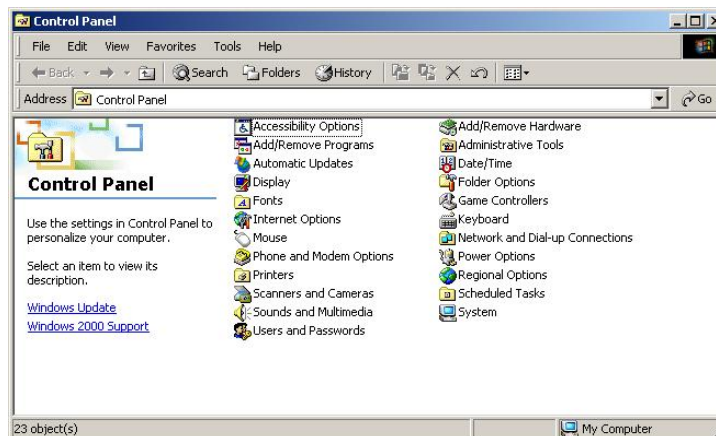 Control Panel
File Edit View Favorites Tools Help
Back Search Folders History
Address Control Panel Go
Control Panel
Use the settings in Control Panel to
personalize your computer.
Select an item to view its
description.
Windows Update
Windows 2000 Support
Accessibility Options
Add/Remove Programs
Automatic Updates
Display
Fonts
Internet Options
Mouse
Phone and Modem Options
Printers
Scanners and Cameras
Sounds and Multimedia
Users and Passwords
Add/Remove Hardware
Administrative Tools
Date/Time
Folder Options
Game Controllers
Keyboard
Network and Dial-up Connections
Power Options
Regional Options
Scheduled Tasks
System
23 object(s) My Computer